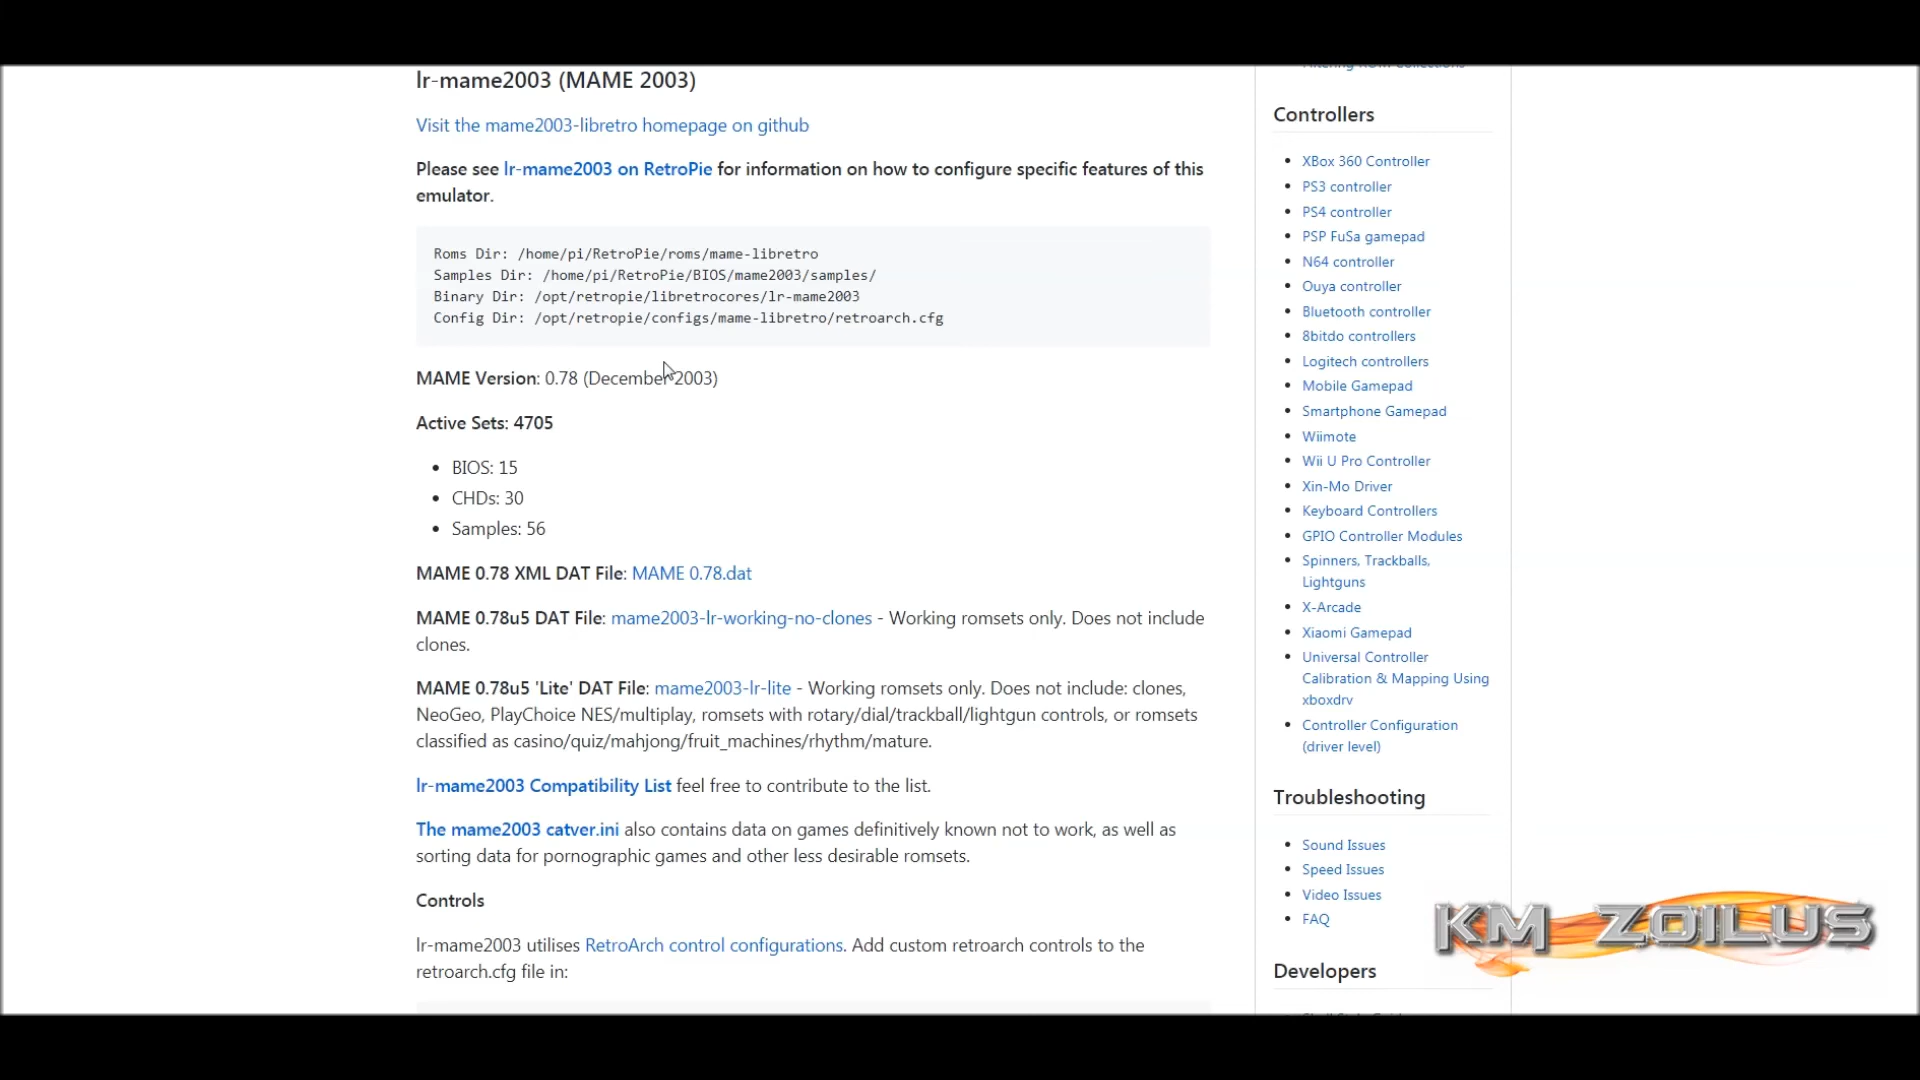 lr-mame2003 (MAME 2003)
Visit the mame2003-libretro homepage on github
Please see lr-mame2003 on RetroPie for information on how to configure specific features of this
emulator.
Roms Dir: /home/pi/RetroPie/roms/mame-libretro
Samples Dir: /home/pi/RetroPie/BIOS/mame2003/samples/
Binary Dir: /opt/retropie/libretrocores/lr-mame2003
Config Dir: /opt/retropie/configs/mame-libretro/retroarch.cfg
MAME Version: 0.78 (December 2003)
Active Sets: 4705
• BIOS: 15
• CHDs: 30
• Samples: 56
MAME 0.78 XML DAT File: MAME 0.78.dat
MAME 0.78u5 DAT File: mame2003-lr-working-no-clones - Working romsets only. Does not include
clones.
MAME 0.78u5 'Lite' DAT File: mame2003-lr-lite - Working romsets only. Does not include: clones,
NeoGeo, PlayChoice NES/multiplay, romsets with rotary/dial/trackball/lightgun controls, or romsets
classified as casino/quiz/mahjong/fruit_machines/rhythm/mature.
lr-mame2003 Compatibility List feel free to contribute to the list.
The mame2003 catver.ini also contains data on games definitively known not to work, as well as
sorting data for pornographic games and other less desirable romsets.
Controls
lr-mame2003 utilises RetroArch control configurations. Add custom retroarch controls to the
retroarch.cfg file in:
Controllers
• XBox 360 Controller
• PS3 controller
• PS4 controller
• PSP FuSa gamepad
• N64 controller
• Ouya controller
• Bluetooth controller
• 8bitdo controllers
• Logitech controllers
• Mobile Gamepad
• Smartphone Gamepad
• Wiimote
• Wii U Pro Controller
• Xin-Mo Driver
• Keyboard Controllers
• GPIO Controller Modules
• Spinners, Trackballs,
Lightguns
• X-Arcade
• Xiaomi Gamepad
• Universal Controller
Calibration & Mapping Using
xboxdrv
• Controller Configuration
(driver level)
Troubleshooting
• Sound Issues
• Speed Issues
• Video Issues
• FAQ
Developers
KM ZOILUS